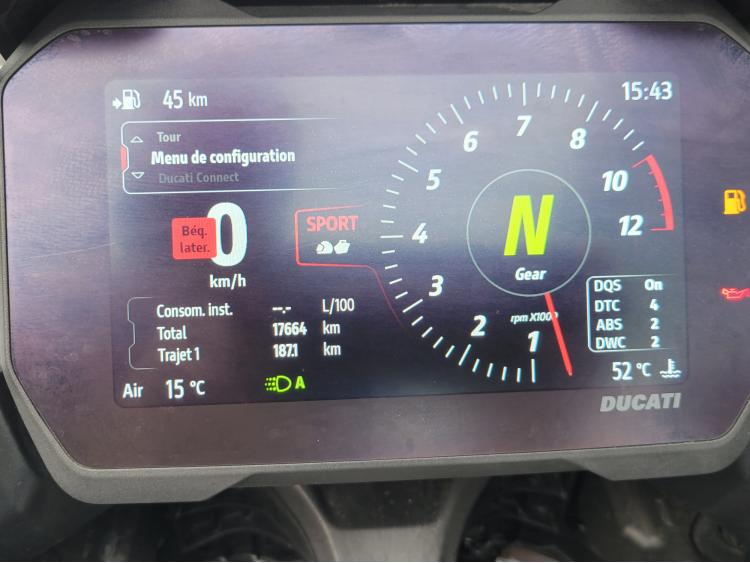 45 km
15:43
Tour
Menu de configuration
Ducati Connect
Béq.
later.
0
km/h
SPORT
1
2
3
4
5
6
7
8
10
12
N
Gear
rpm X1000
DQS On
DTC 4
ABS 2
DWC 2
Consom. inst. --.- L/100
Total 17664 km
Trajet 1 187.1 km
Air 15 °C
A
52 °C
DUCATI